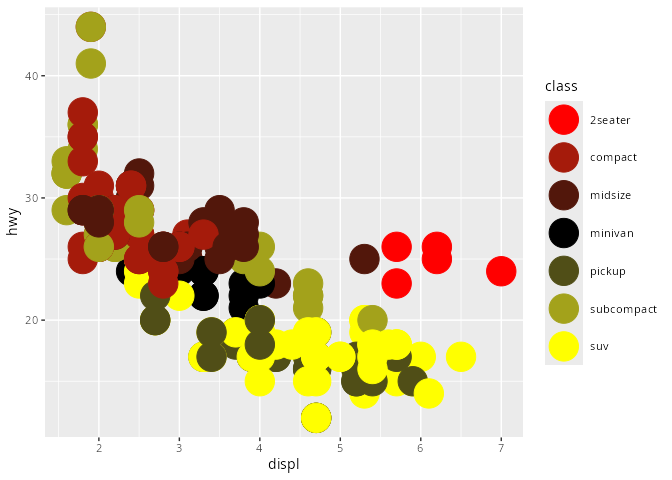 40
30
20
hwy
2
3
4
5
6
7
displ
class
2seater
compact
midsize
minivan
pickup
subcompact
suv